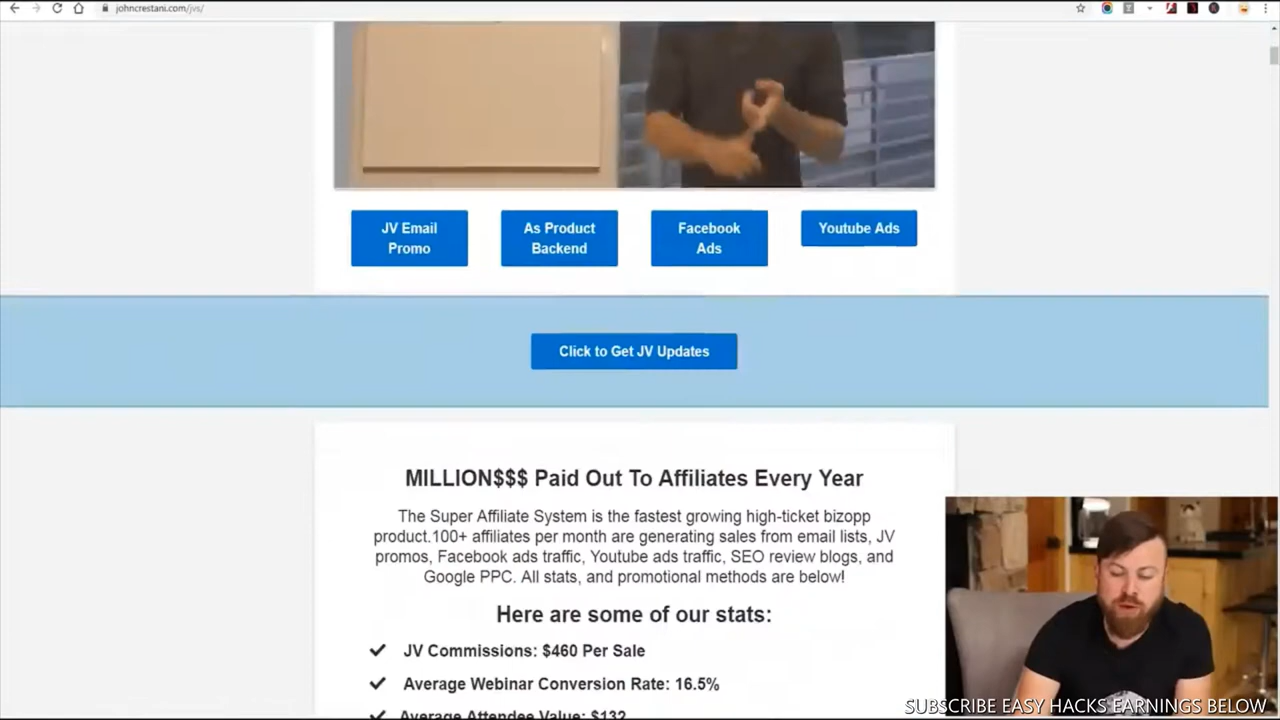 johncrestani.com/jvs/
JV Email
Promo
As Product
Backend
Facebook
Ads
Youtube Ads
Click to Get JV Updates
MILLION$$$ Paid Out To Affiliates Every Year
The Super Affiliate System is the fastest growing high-ticket bizopp
product.100+ affiliates per month are generating sales from email lists, JV
promos, Facebook ads traffic, Youtube ads traffic, SEO review blogs, and
Google PPC. All stats, and promotional methods are below!
Here are some of our stats:
JV Commissions: $460 Per Sale
Average Webinar Conversion Rate: 16.5%
Average Attendee Value: $132
SUBSCRIBE EASY HACKS EARNINGS BELOW